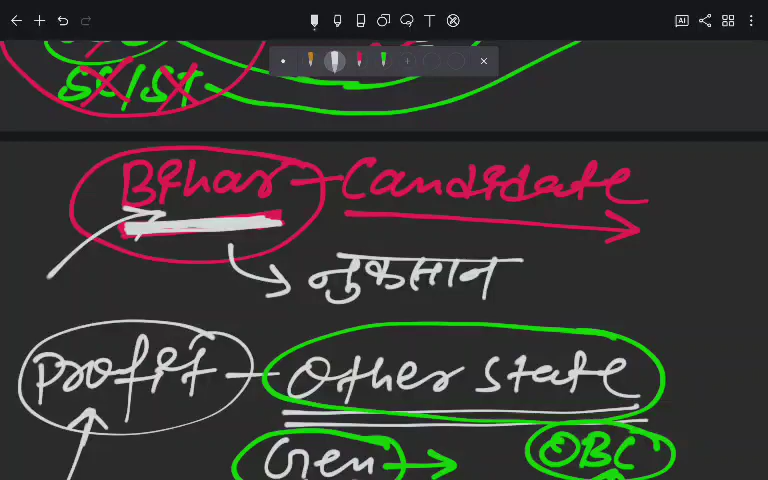 SC/ST
Bihar - Candidate
नुकसान
Profit - Other State
Gen → OBC